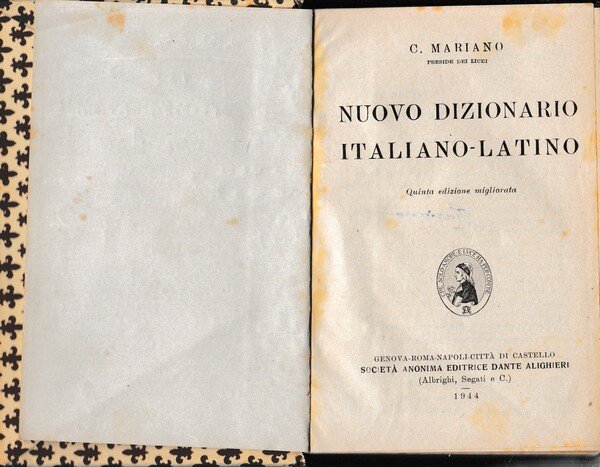 C. MARIANO
PRESIDE DEI LICEI
NUOVO DIZIONARIO
ITALIANO-LATINO
Quinta edizione migliorata
GENOVA-ROMA-NAPOLI-CITTÀ DI CASTELLO
SOCIETÀ ANONIMA EDITRICE DANTE ALIGHIERI
(Albrighi, Segati e C.)
1944